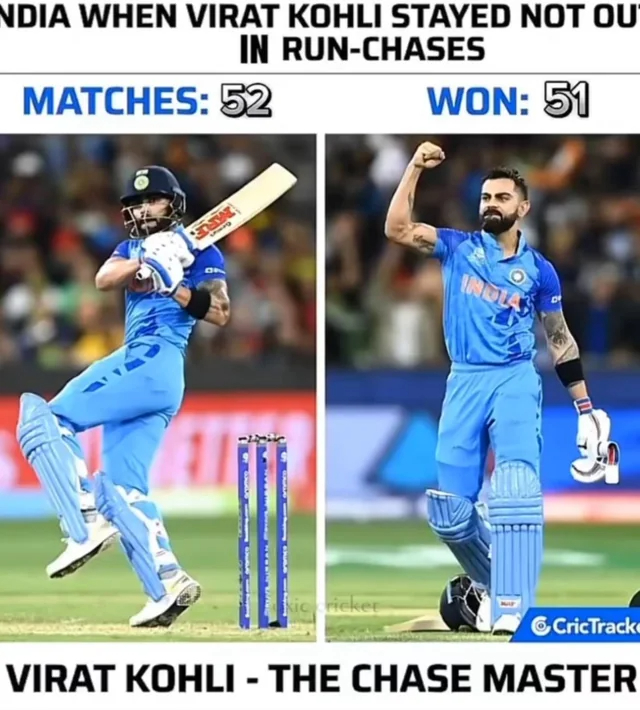 NDIA WHEN VIRAT KOHLI STAYED NOT OU
IN RUN-CHASES
MATCHES: 52 WON: 51
MRF
INDIA
CricTracke
VIRAT KOHLI - THE CHASE MASTER